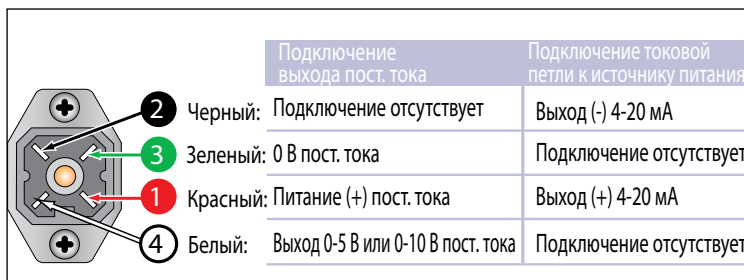 Подключение Подключение токовой
выхода пост. тока петли к источнику питания
2 Черный: Подключение отсутствует Выход (-) 4-20 мА
3 Зеленый: 0 В пост. тока Подключение отсутствует
1 Красный: Питание (+) пост. тока Выход (+) 4-20 мА
4 Белый: Выход 0-5 В или 0-10 В пост. тока Подключение отсутствует